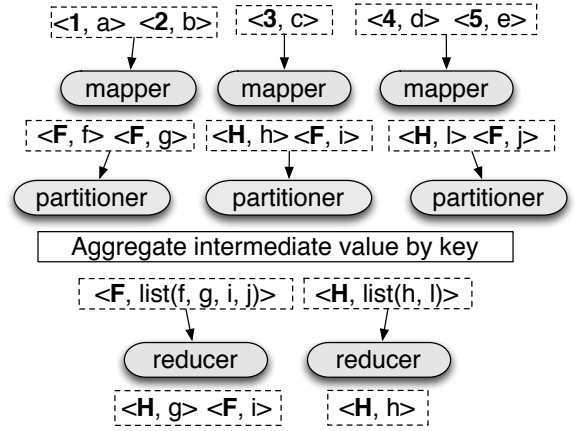 <1, a> <2, b> <3, c> <4, d> <5, e>
mapper mapper mapper
<F, f> <F, g> <H, h> <F, i> <H, l> <F, j>
partitioner partitioner partitioner
Aggregate intermediate value by key
<F, list(f, g, i, j)> <H, list(h, l)>
reducer reducer
<H, g> <F, i> <H, h>